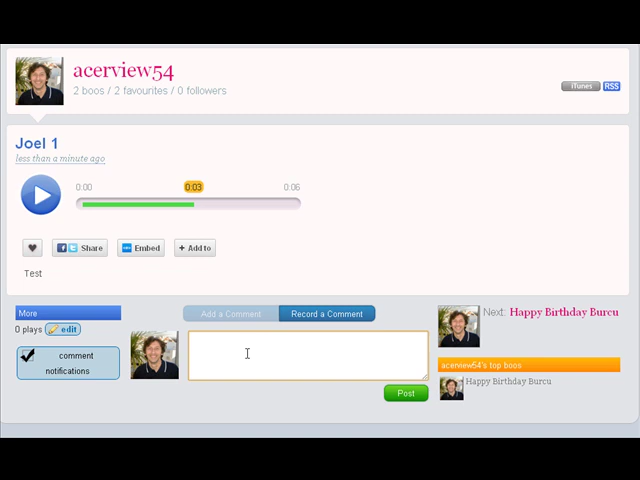 acerview54
2 boos / 2 favourites / 0 followers
iTunes RSS
Joel 1
less than a minute ago
0:00 0:03 0:06
Share Embed + Add to
Test
More
0 plays edit
comment
notifications
Add a Comment Record a Comment
Post
Next: Happy Birthday Burcu
acerview54's top boos
Happy Birthday Burcu